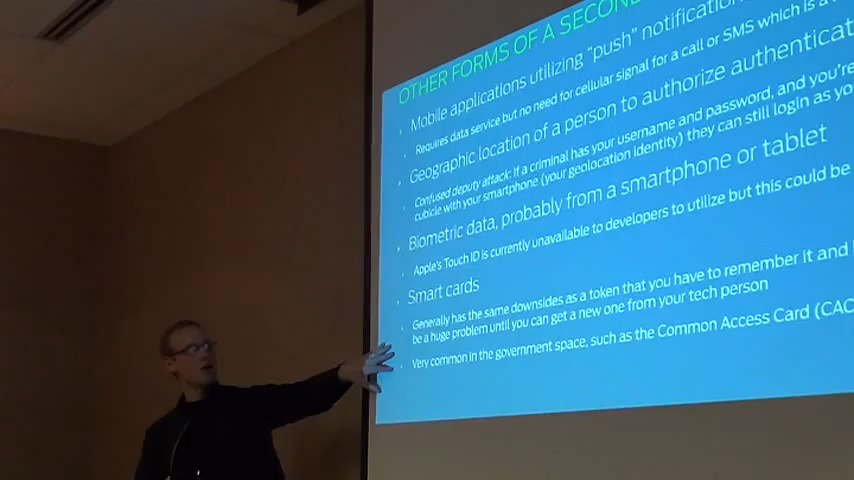 OTHER FORMS OF A SECOND
Mobile applications utilizing "push" notification
Requires data service but no need for cellular signal for a call or SMS which is a
Geographic location of a person to authorize authenticat
Confused deputy attack: If a criminal has your username and password, and you're
cubicle with your smartphone (your geolocation identity) they can still login as yo
Biometric data, probably from a smartphone or tablet
Apple's Touch ID is currently unavailable to developers to utilize but this could be
Smart cards
Generally has the same downsides as a token that you have to remember it and
be a huge problem until you can get a new one from your tech person
Very common in the government space, such as the Common Access Card (CAC